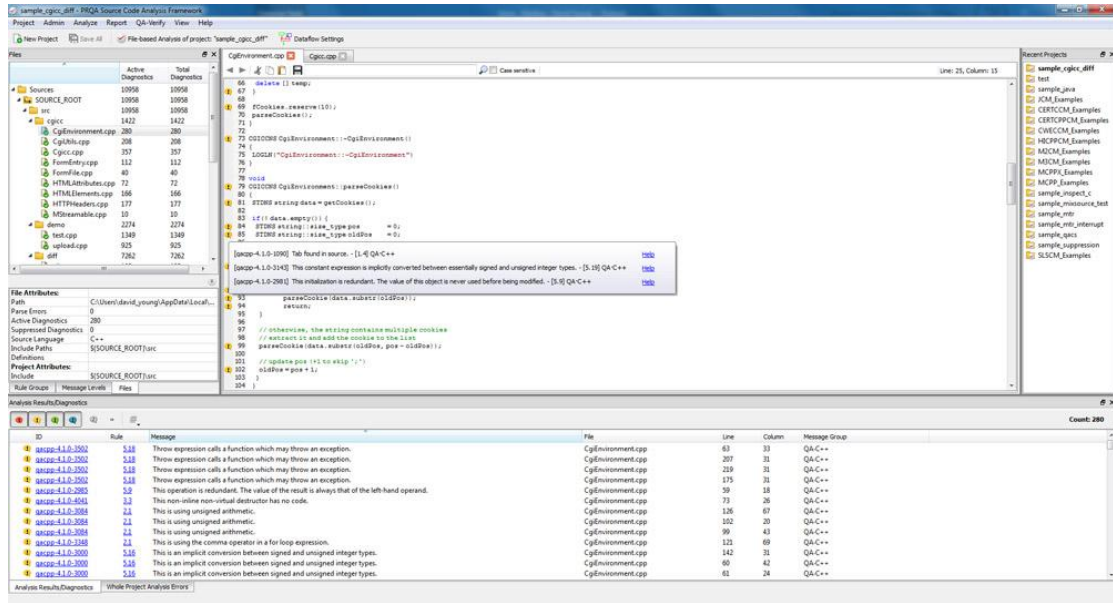 sample_cgicc_diff - PRQA Source Code Analysis Framework
Project Admin Analyze Report QA-Verify View Help
New Project Save All File-based Analysis of project: "sample_cgicc_diff" Dataflow Settings
Files
Active Diagnostics Total Diagnostics
Sources 10958 10958
SOURCE_ROOT 10958 10958
src 10958 10958
cgicc 1422 1422
CgiEnvironment.cpp 280 280
CgiUtils.cpp 208 208
Cgicc.cpp 357 357
FormEntry.cpp 112 112
FormFile.cpp 40 40
HTMLAttributes.cpp 72 72
HTMLElements.cpp 166 166
HTTPHeaders.cpp 177 177
MStreamable.cpp 10 10
demo 2274 2274
test.cpp 1349 1349
upload.cpp 925 925
diff 7262 7262
File Attributes:
Path C:\Users\david_young\AppData\Local\...
Parse Errors 0
Active Diagnostics 280
Suppressed Diagnostics 0
Source Language C++
Include Paths $(SOURCE_ROOT)\src
Definitions
Project Attributes:
Include $(SOURCE_ROOT)\src
Rule Groups Message Levels Files
CgiEnvironment.cpp Cgicc.cpp
Case sensitive Line: 25, Column: 15
66 delete [] temp;
67 }
68
69 fCookies.reserve(10);
70 parseCookies();
71 }
72
73 CGICCNS CgiEnvironment::~CgiEnvironment()
74 {
75 LOGLN("CgiEnvironment::~CgiEnvironment")
76 }
77
78 void
79 CGICCNS CgiEnvironment::parseCookies()
80 {
81 STDNS string data = getCookies();
82
83 if(! data.empty()) {
84 STDNS string::size_type pos = 0;
85 STDNS string::size_type oldPos = 0;
[qacpp-4.1.0-1090] Tab found in source. - [1.4] QA-C++ Help
[qacpp-4.1.0-3143] This constant expression is implicitly converted between essentially signed and unsigned integer types. - [5.19] QA-C++ Help
[qacpp-4.1.0-2981] This initialization is redundant. The value of this object is never used before being modified. - [5.9] QA-C++ Help
93 parseCookie(data.substr(oldPos));
94 return;
95 }
96
97 // otherwise, the string contains multiple cookies
98 // extract it and add the cookie to the list
99 parseCookie(data.substr(oldPos, pos - oldPos));
100
101 // update pos (+1 to skip ';')
102 oldPos = pos + 1;
103 }
104 }
Recent Projects
sample_cgicc_diff
test
sample_java
JCM_Examples
CERTCCM_Examples
CERTCPPCM_Examples
CWECCM_Examples
HICPPCM_Examples
M2CM_Examples
M3CM_Examples
MCPPX_Examples
MCPP_Examples
sample_inspect_c
sample_mixsource_test
sample_mtr
sample_mtr_interrupt
sample_qacs
sample_suppression
SLSCM_Examples
Analysis Results/Diagnostics
Count: 280
ID Rule Message File Line Column Message Group
qacpp-4.1.0-3502 5.18 Throw expression calls a function which may throw an exception. CgiEnvironment.cpp 63 33 QA-C++
qacpp-4.1.0-3502 5.18 Throw expression calls a function which may throw an exception. CgiEnvironment.cpp 207 31 QA-C++
qacpp-4.1.0-3502 5.18 Throw expression calls a function which may throw an exception. CgiEnvironment.cpp 219 31 QA-C++
qacpp-4.1.0-3502 5.18 Throw expression calls a function which may throw an exception. CgiEnvironment.cpp 175 31 QA-C++
qacpp-4.1.0-2985 5.9 This operation is redundant. The value of the result is always that of the left-hand operand. CgiEnvironment.cpp 59 18 QA-C++
qacpp-4.1.0-4041 3.3 This non-inline non-virtual destructor has no code. CgiEnvironment.cpp 73 26 QA-C++
qacpp-4.1.0-3084 2.1 This is using unsigned arithmetic. CgiEnvironment.cpp 126 67 QA-C++
qacpp-4.1.0-3084 2.1 This is using unsigned arithmetic. CgiEnvironment.cpp 102 20 QA-C++
qacpp-4.1.0-3084 2.1 This is using unsigned arithmetic. CgiEnvironment.cpp 99 43 QA-C++
qacpp-4.1.0-3348 2.1 This is using the comma operator in a for loop expression. CgiEnvironment.cpp 121 69 QA-C++
qacpp-4.1.0-3000 5.16 This is an implicit conversion between signed and unsigned integer types. CgiEnvironment.cpp 142 31 QA-C++
qacpp-4.1.0-3000 5.16 This is an implicit conversion between signed and unsigned integer types. CgiEnvironment.cpp 60 42 QA-C++
qacpp-4.1.0-3000 5.16 This is an implicit conversion between signed and unsigned integer types. CgiEnvironment.cpp 61 24 QA-C++
Analysis Results/Diagnostics Whole Project Analysis Errors